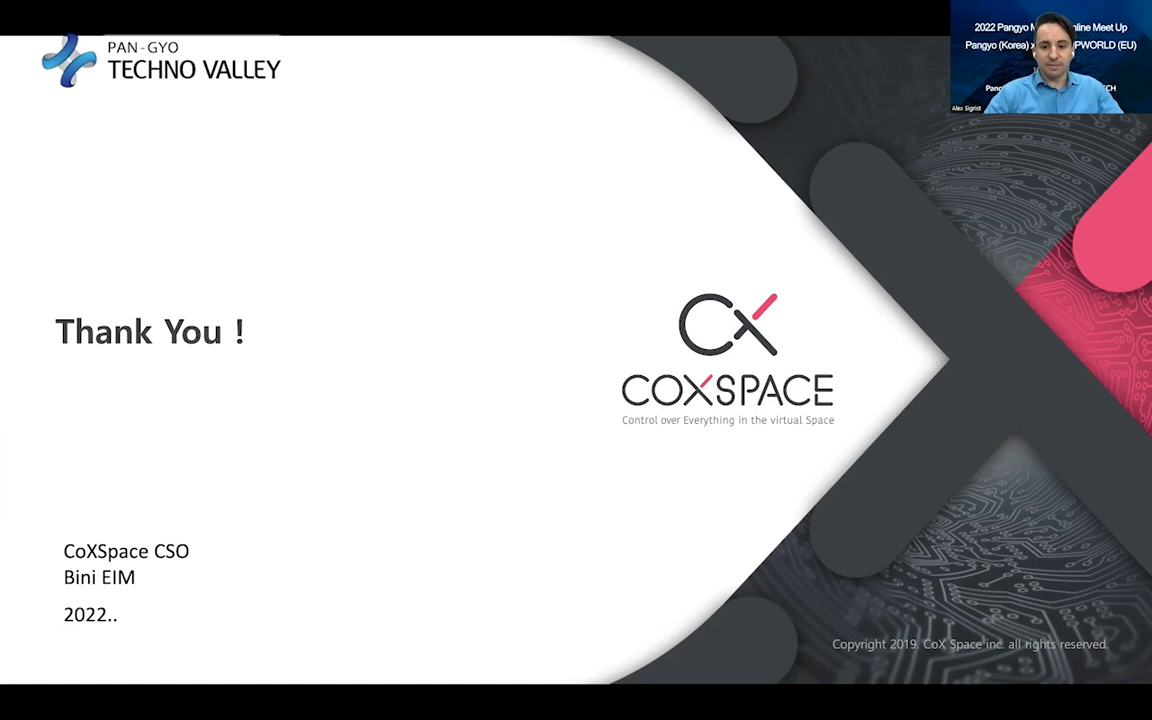 PAN-GYO
TECHNO VALLEY
2022 Pangyo M
nline Meet Up
Pangyo (Korea) x
PWORLD (EU)
CH
Alex Sigrist
Thank You !
CX
COXSPACE
Control over Everything in the virtual Space
CoXSpace CSO
Bini EIM
2022..
Copyright 2019. CoX Space inc. all rights reserved.